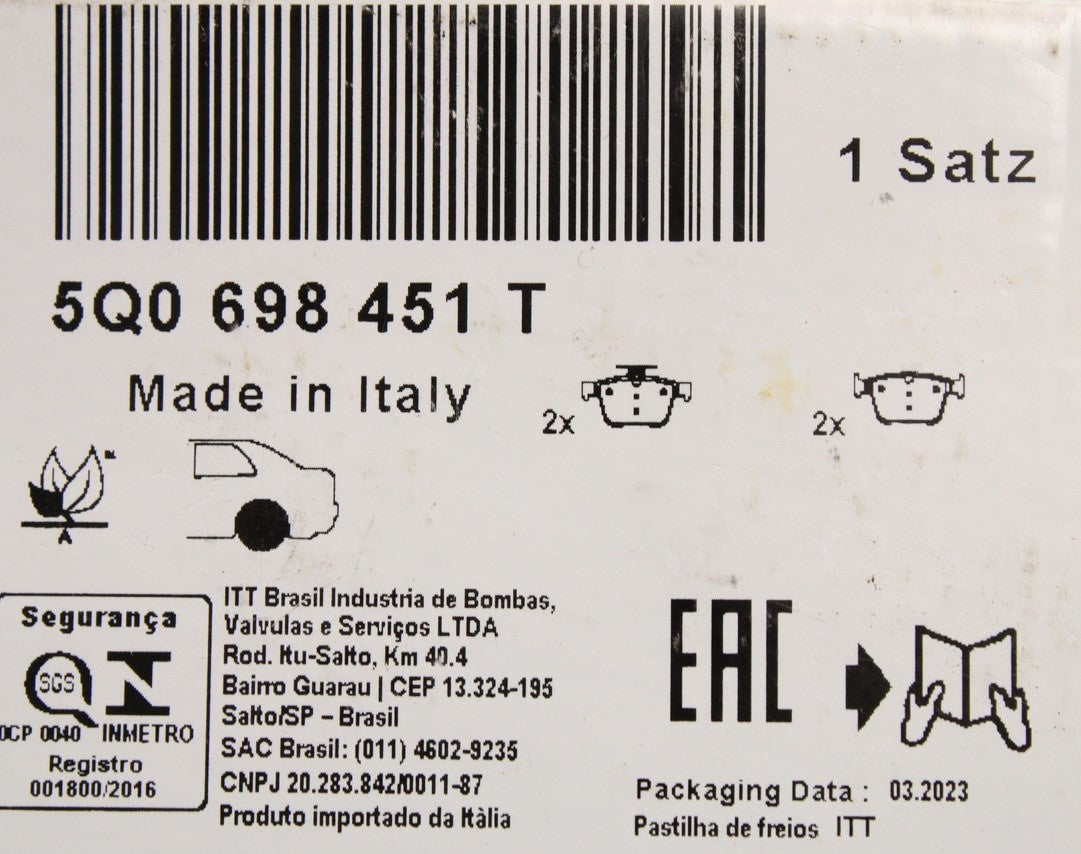 1 Satz
5Q0 698 451 T
Made in Italy
2x
2x
A
Segurança
SGS
OCP 0040 INMETRO
Registro
001800/2016
ITT Brasil Industria de Bombas,
Valvulas e Serviços LTDA
Rod. Itu-Salto, Km 40.4
Bairro Guarau | CEP 13.324-195
Salto/SP – Brasil
SAC Brasil: (011) 4602-9235
CNPJ 20.283.842/0011-87
Produto importado da Itàlia
EAC
Packaging Data : 03.2023
Pastilha de freios ITT